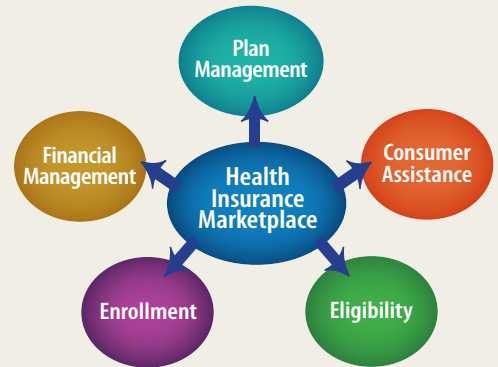 Plan
Management
Financial
Management
Consumer
Assistance
Health
Insurance
Marketplace
Enrollment
Eligibility